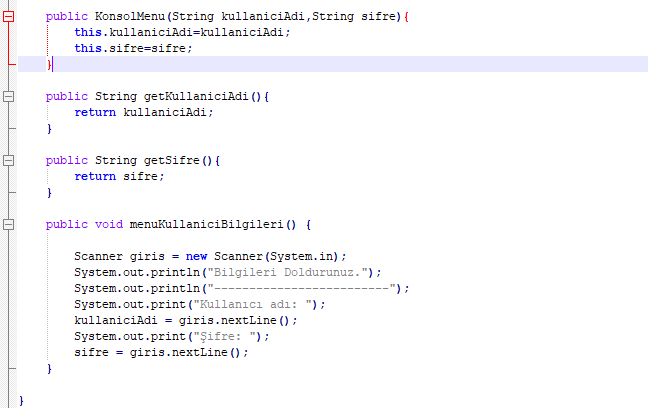 public KonsolMenu(String kullaniciAdi,String sifre){
this.kullaniciAdi=kullaniciAdi;
this.sifre=sifre;
}
public String getKullaniciAdi(){
return kullaniciAdi;
}
public String getSifre(){
return sifre;
}
public void menuKullaniciBilgileri() {
Scanner giris = new Scanner(System.in);
System.out.println("Bilgileri Doldurunuz.");
System.out.println("-------------------------");
System.out.print("Kullanıcı adı: ");
kullaniciAdi = giris.nextLine();
System.out.print("Şifre: ");
sifre = giris.nextLine();
}
}